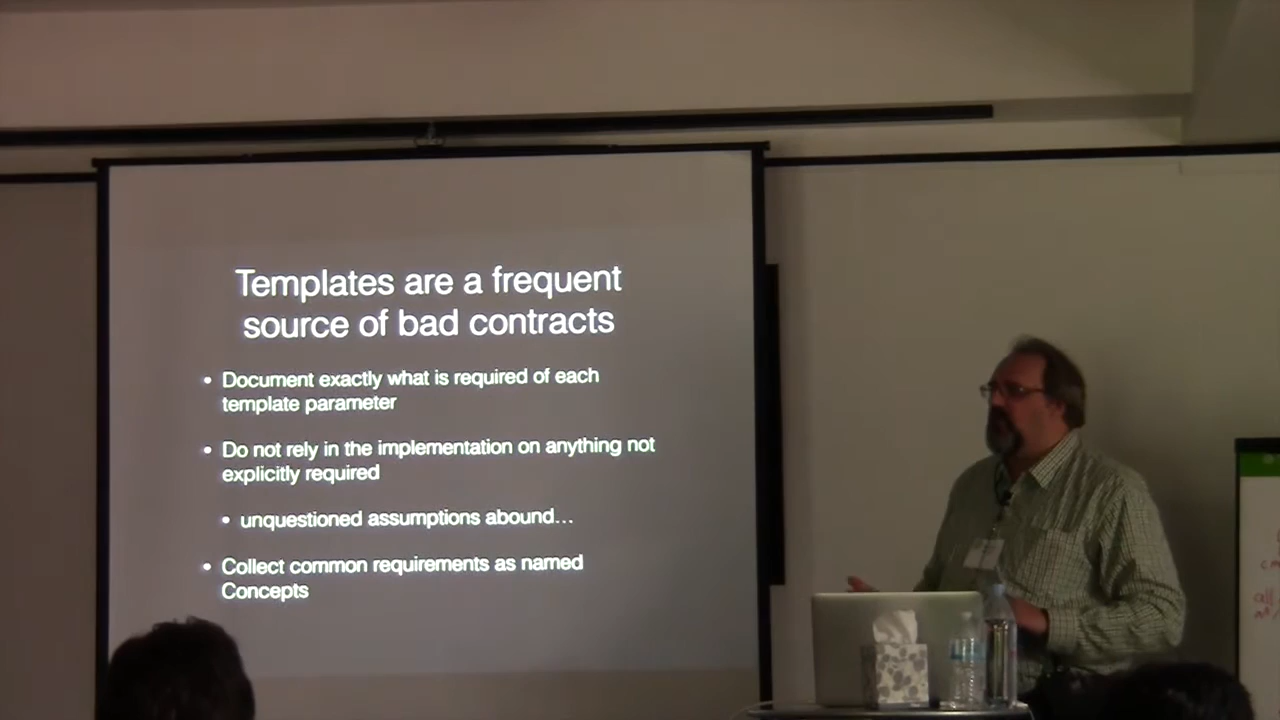 Templates are a frequent
source of bad contracts
• Document exactly what is required of each
template parameter
• Do not rely in the implementation on anything not
explicitly required
• unquestioned assumptions abound…
• Collect common requirements as named
Concepts